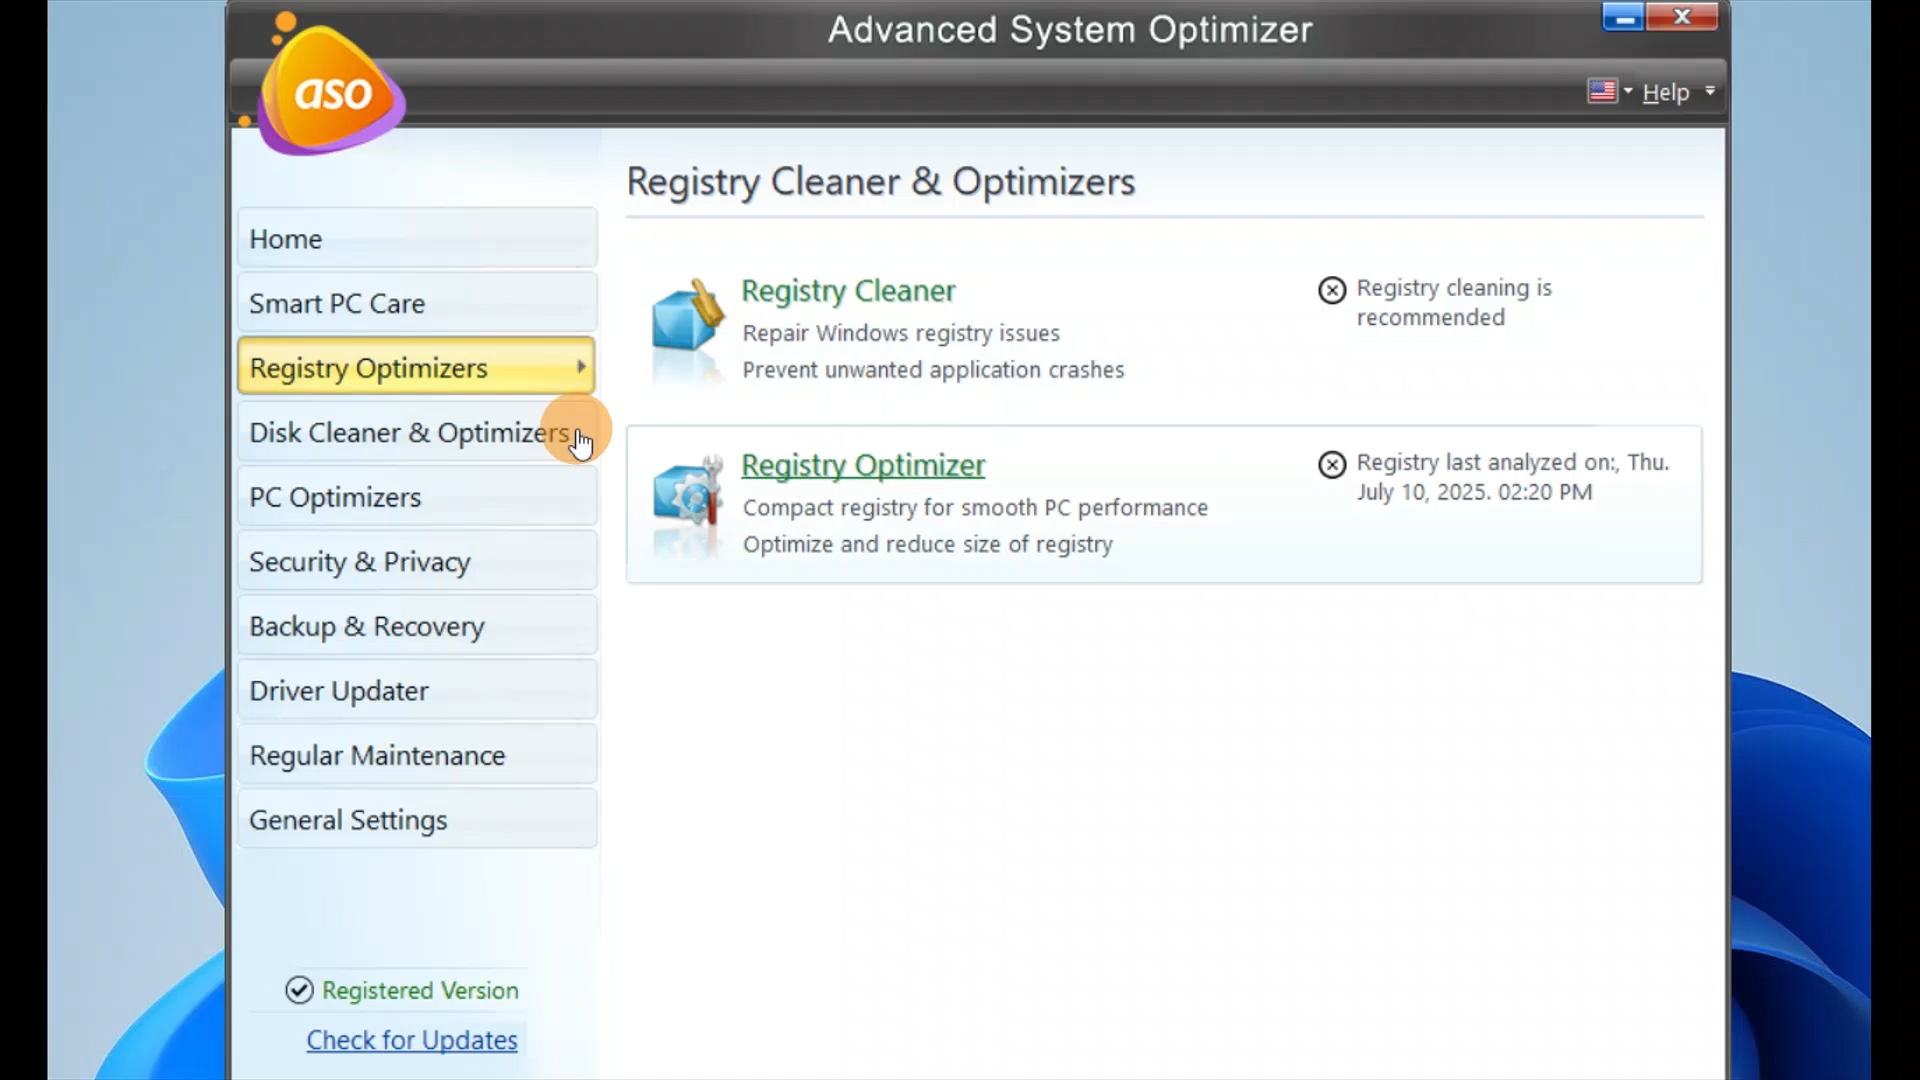 Advanced System Optimizer
aso
Help
Registry Cleaner & Optimizers
Home
Smart PC Care
Registry Optimizers
Disk Cleaner & Optimizers
PC Optimizers
Security & Privacy
Backup & Recovery
Driver Updater
Regular Maintenance
General Settings
Registered Version
Check for Updates
Registry Cleaner
Repair Windows registry issues
Prevent unwanted application crashes
Registry cleaning is
recommended
Registry Optimizer
Compact registry for smooth PC performance
Optimize and reduce size of registry
Registry last analyzed on:, Thu.
July 10, 2025. 02:20 PM